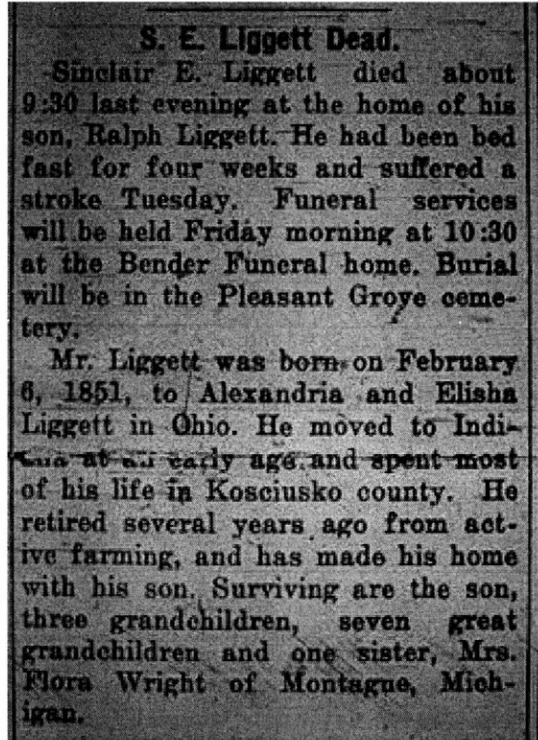 S. E. Liggett Dead.
Sinclair E. Liggett died about
9:30 last evening at the home of his
son, Ralph Liggett. He had been bed
fast for four weeks and suffered a
stroke Tuesday. Funeral services
will be held Friday morning at 10:30
at the Bender Funeral home. Burial
will be in the Pleasant Grove ceme-
tery.
Mr. Liggett was born on February
6, 1851, to Alexandria and Elisha
Liggett in Ohio. He moved to Indi-
ana at an early age and spent most
of his life in Kosciusko county. He
retired several years ago from act-
ive farming, and has made his home
with his son. Surviving are the son,
three grandchildren, seven great
grandchildren and one sister, Mrs.
Flora Wright of Montague, Mich-
igan.